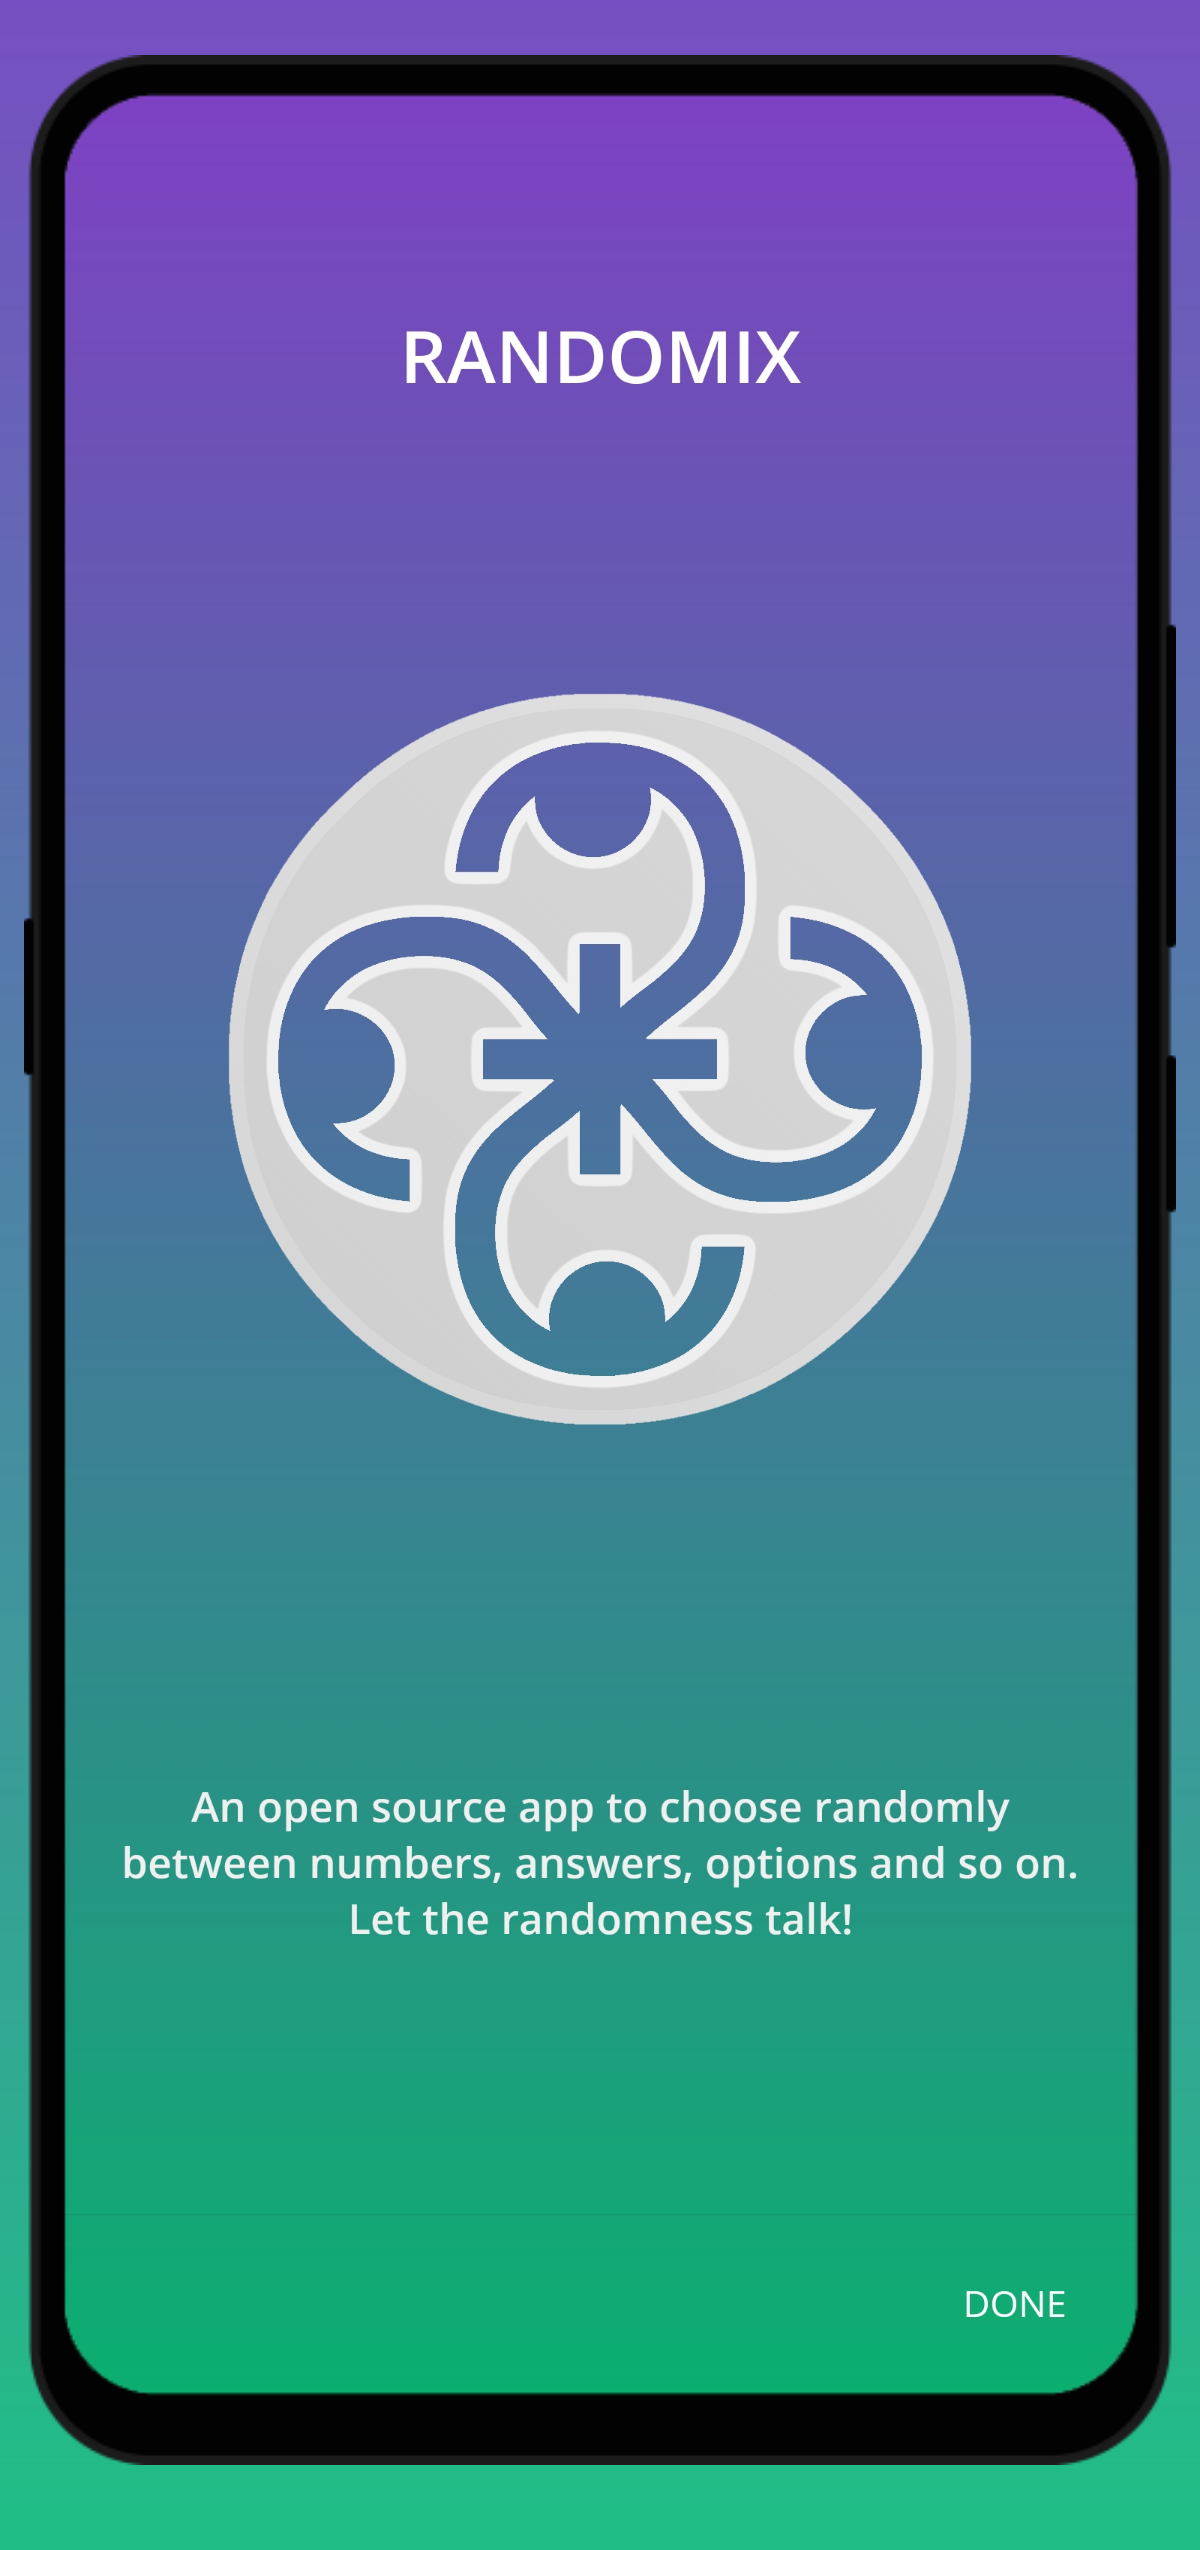 RANDOMIX
An open source app to choose randomly
between numbers, answers, options and so on.
Let the randomness talk!
DONE